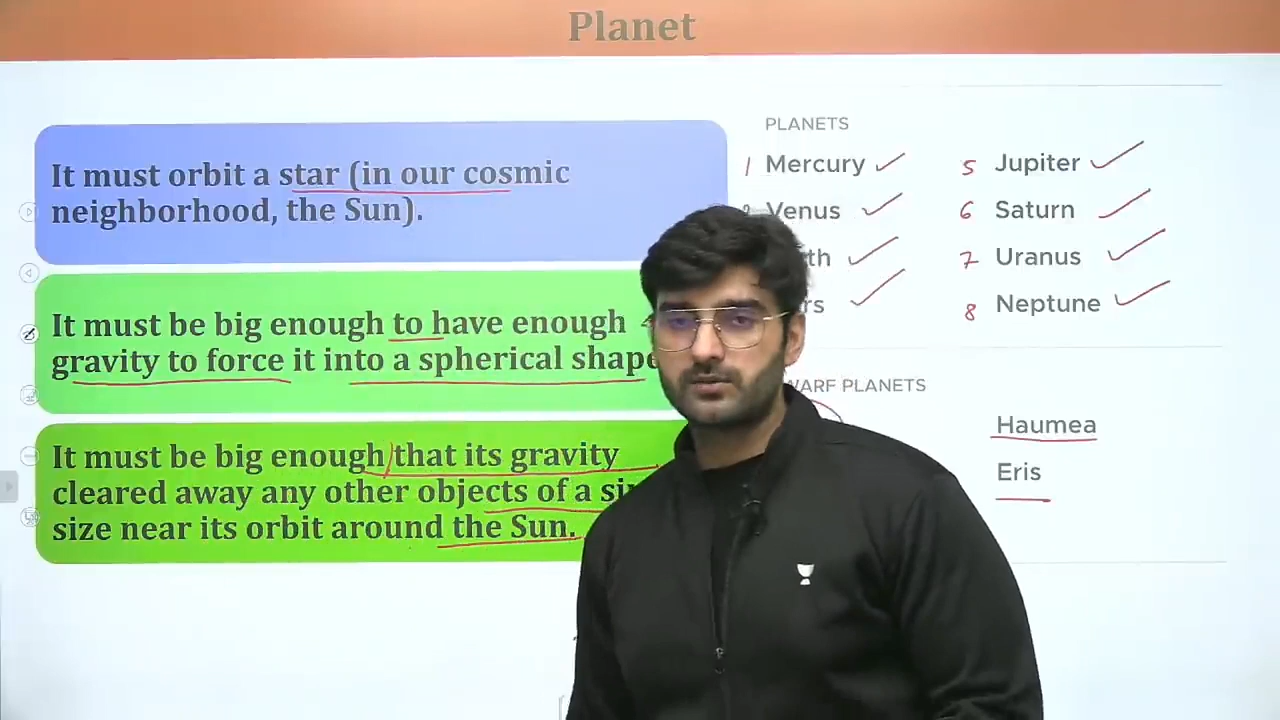 Planet
It must orbit a star (in our cosmic
neighborhood, the Sun).
It must be big enough to have enough
gravity to force it into a spherical shape
It must be big enough that its gravity
cleared away any other objects of a
size near its orbit around the Sun.
PLANETS
1 Mercury
Venus
5 Jupiter
6 Saturn
7 Uranus
8 Neptune
PLANETS
Haumea
Eris